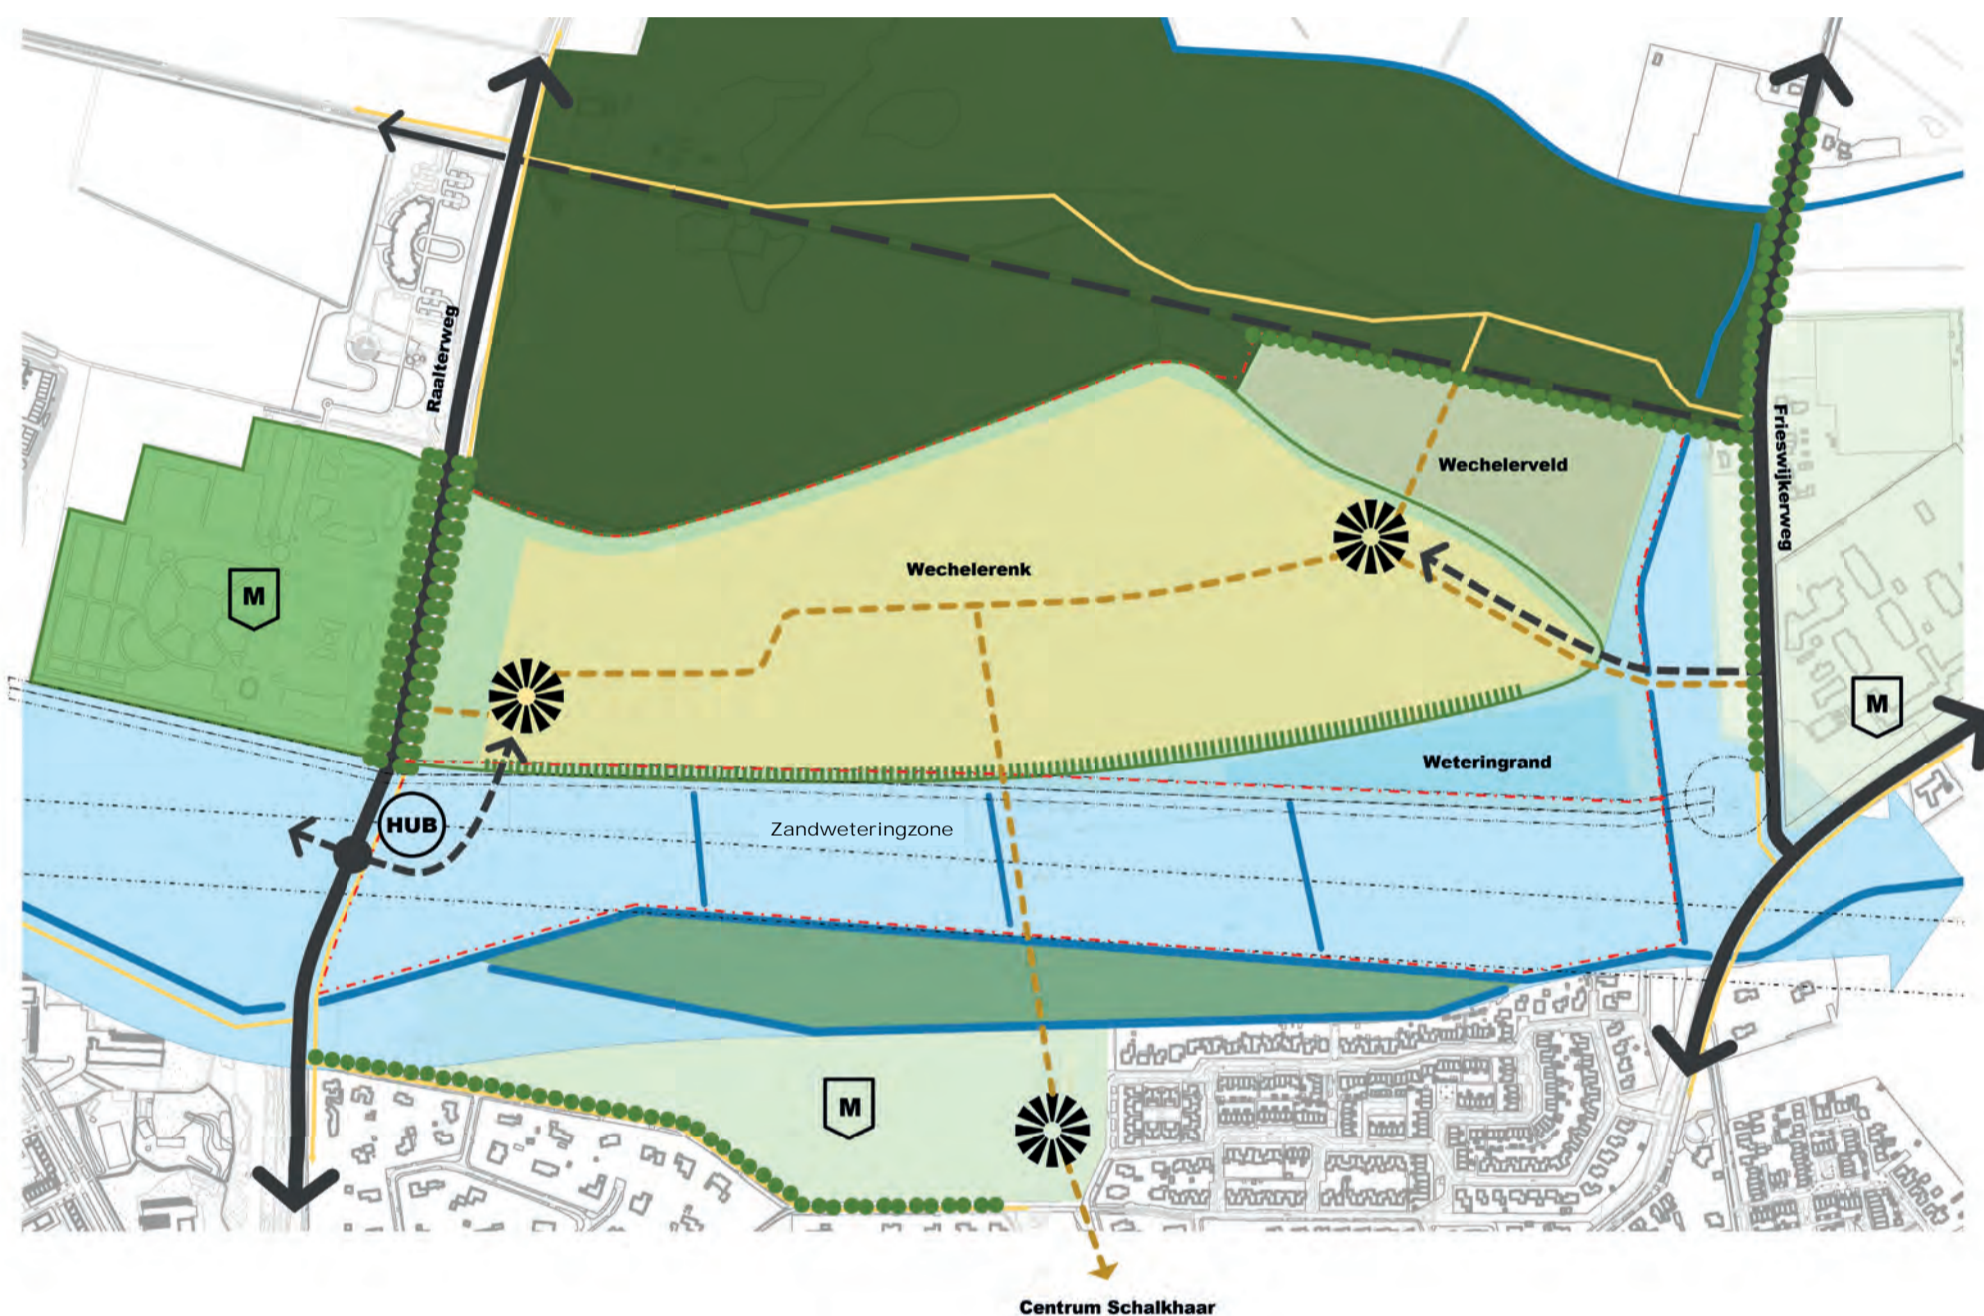 Raalterweg
Frieswijkerweg
Wechelerveld
Wechelerenk
M
M
Weteringrand
HUB
Zandweteringzone
M
Centrum Schalkhaar